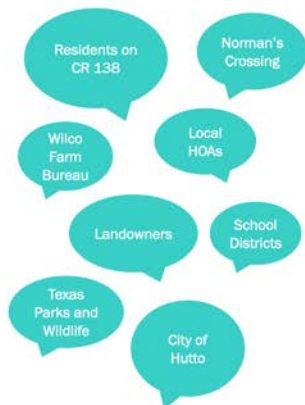 Residents on
CR 138
Norman's
Crossing
Wilco
Farm
Bureau
Local
HOAs
Landowners
School
Districts
Texas
Parks and
Wildlife
City of
Hutto